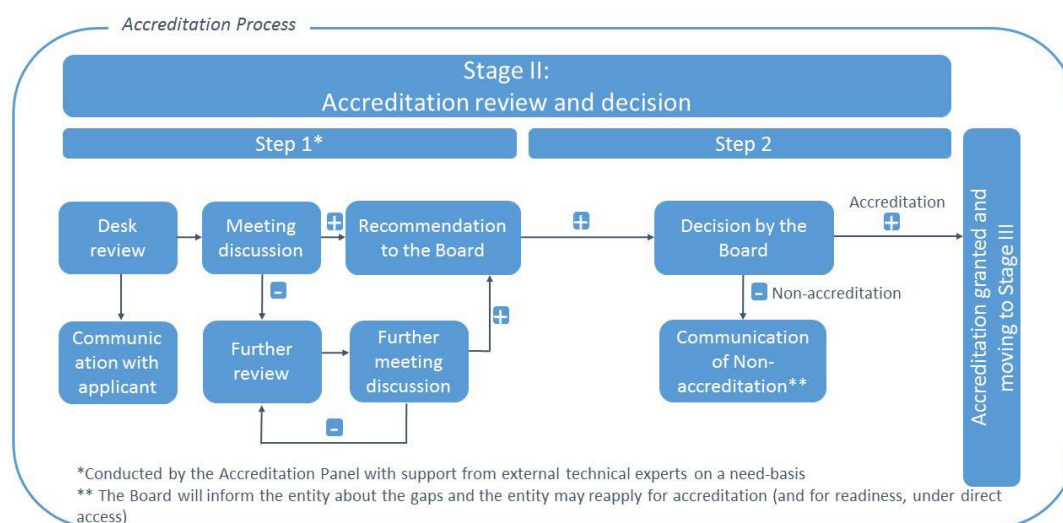 Accreditation Process
Stage II:
Accreditation review and decision
Step 1*
Step 2
Desk
review
Meeting
discussion
+
Recommendation
to the Board
+
Decision by the
Board
Accreditation
+
-
- Non-accreditation
+
Communic
ation with
applicant
Further
review
Further
meeting
discussion
Communication
of Non-
accreditation**
-
Accreditation granted and
moving to Stage III
*Conducted by the Accreditation Panel with support from external technical experts on a need-basis
** The Board will inform the entity about the gaps and the entity may reapply for accreditation (and for readiness, under direct
access)